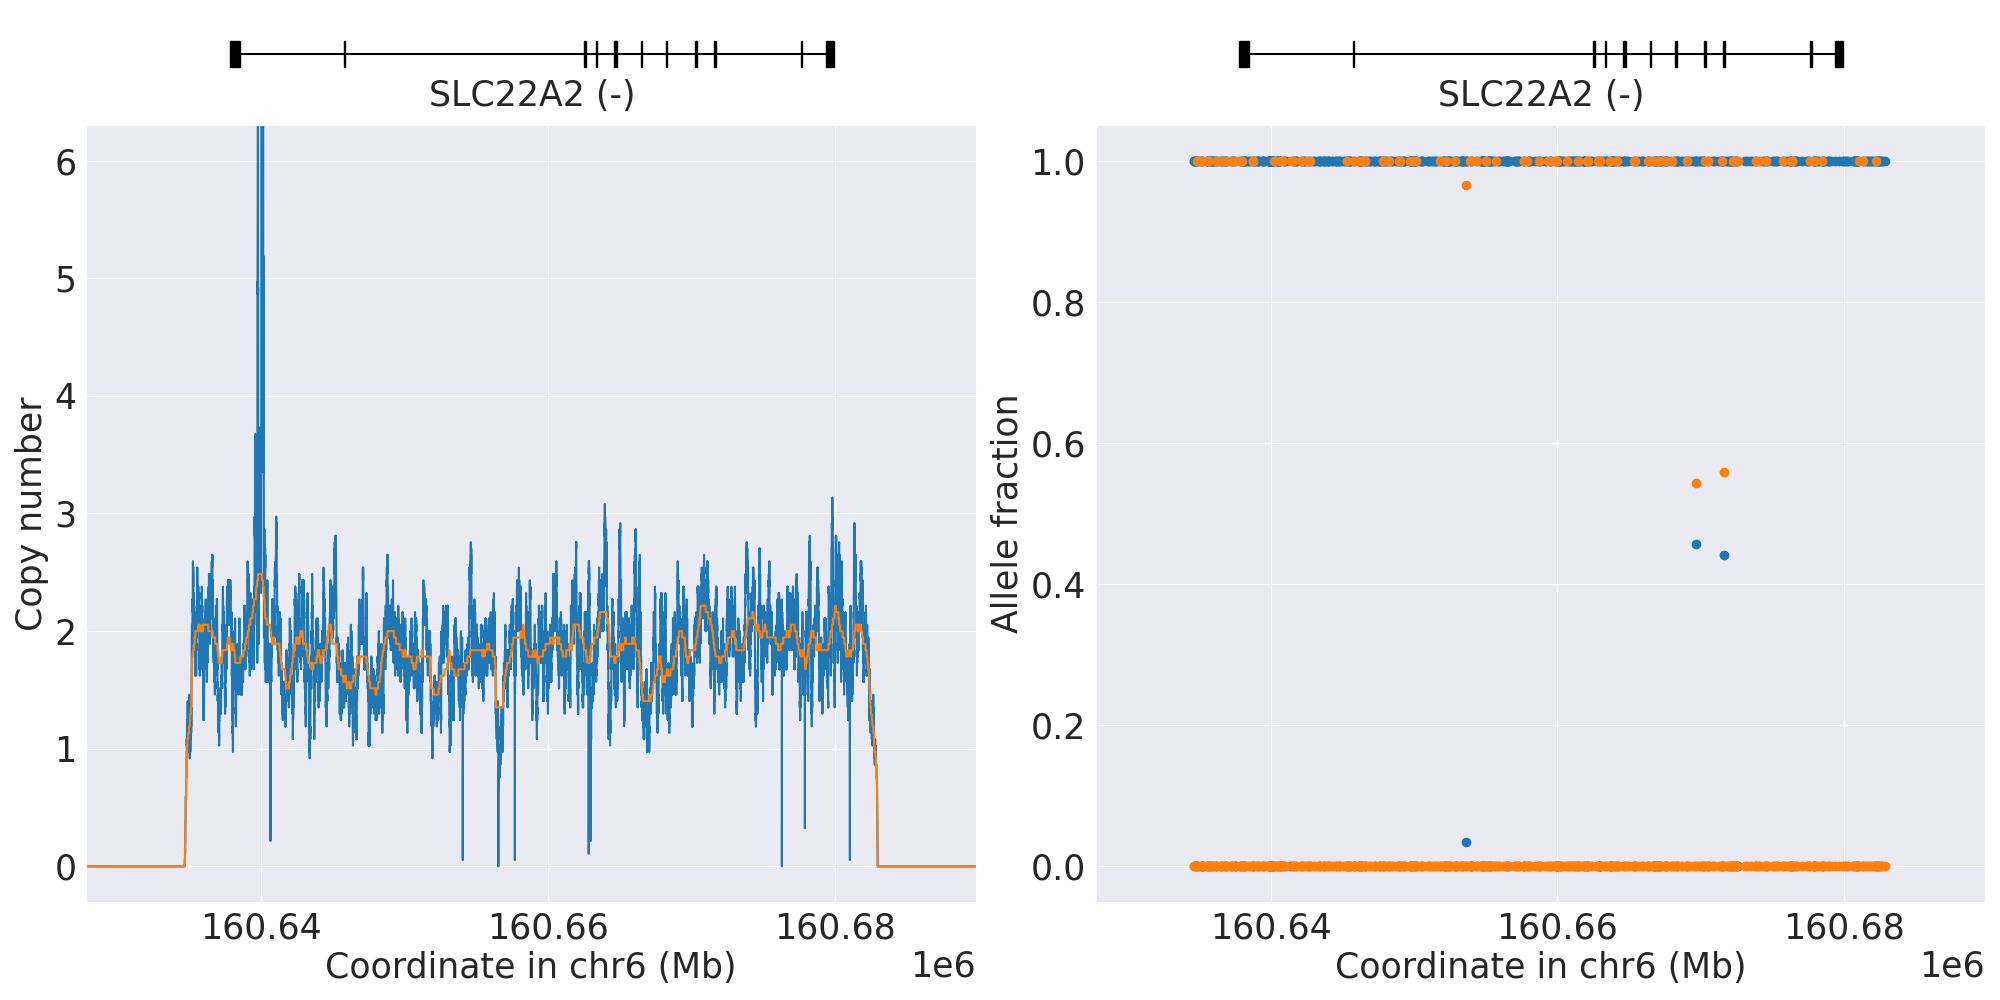 SLC22A2 (-)
6
5
4
3
2
1
0
Copy number
160.64
160.66
160.68
Coordinate in chr6 (Mb)
1e6
SLC22A2 (-)
1.0
0.8
0.6
0.4
0.2
0.0
Allele fraction
160.64
160.66
160.68
Coordinate in chr6 (Mb)
1e6